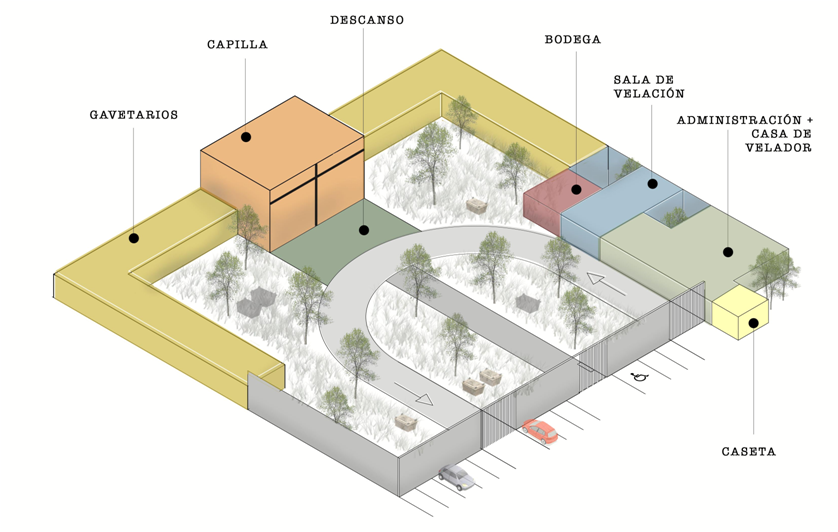 DESCANSO
CAPILLA
BODEGA
GAVETARIOS
SALA DE
VELACIÓN
ADMINISTRACIÓN +
CASA DE
VELADOR
CASETA